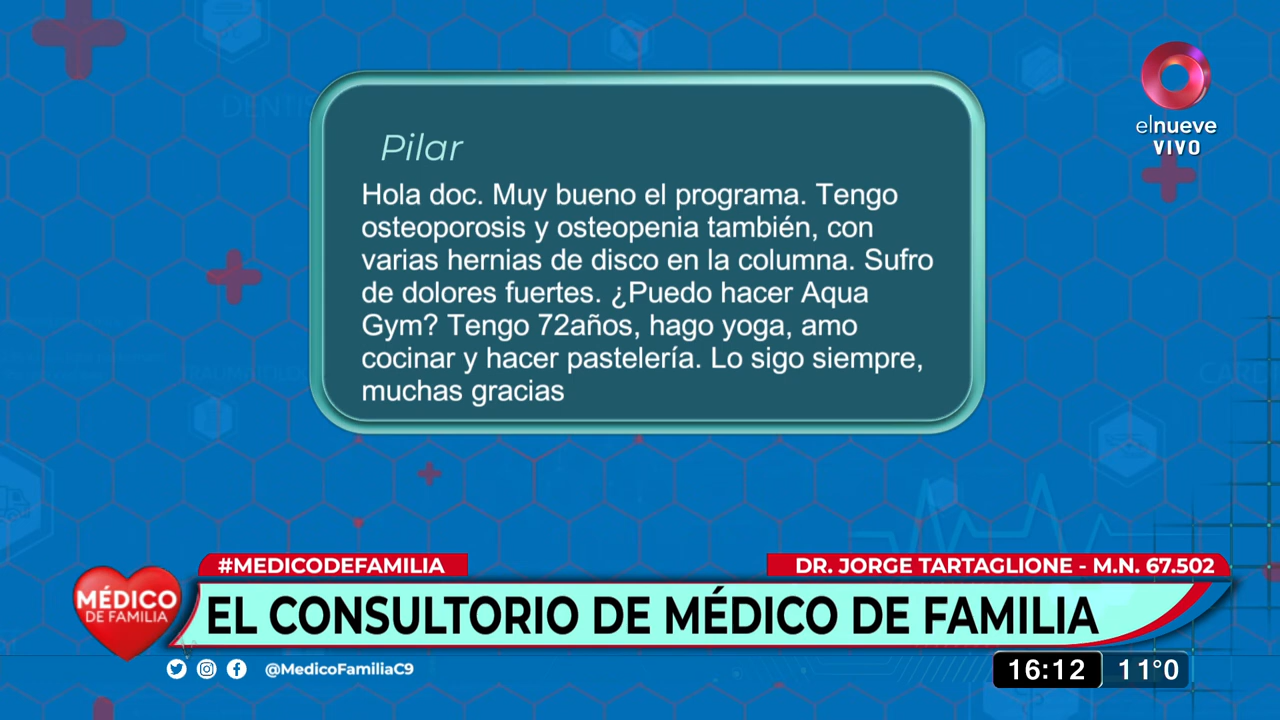 DENTIS
Pilar
Hola doc. Muy bueno el programa. Tengo
osteoporosis y osteopenia también, con
varias hernias de disco en la columna. Sufro
de dolores fuertes. ¿Puedo hacer Aqua
Gym? Tengo 72años, hago yoga, amo
cocinar y hacer pastelería. Lo sigo siempre,
muchas gracias
elnueve
VIVO
#MEDICODEFAMILIA
DR. JORGE TARTAGLIONE - M.N. 67.502
MÉDICO
DE FAMILIA
EL CONSULTORIO DE MÉDICO DE FAMILIA
@MedicoFamiliaC9
16:12
11°0